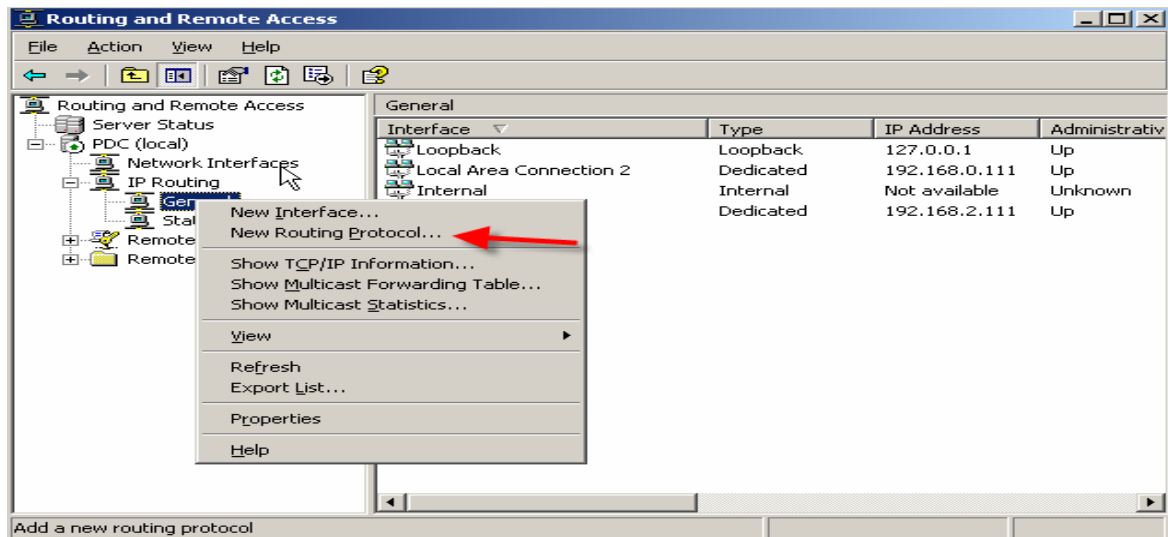 Routing and Remote Access
File Action View Help
Routing and Remote Access
Server Status
PDC (local)
Network Interfaces
IP Routing
Remote
Remote
General
Interface Type IP Address Administrativ
Loopback Loopback 127.0.0.1 Up
Local Area Connection 2 Dedicated 192.168.0.111 Up
Internal Internal Not available Unknown
Dedicated 192.168.2.111 Up
New Interface...
New Routing Protocol...
Show TCP/IP Information...
Show Multicast Forwarding Table...
Show Multicast Statistics...
View
Refresh
Export List...
Properties
Help
Add a new routing protocol